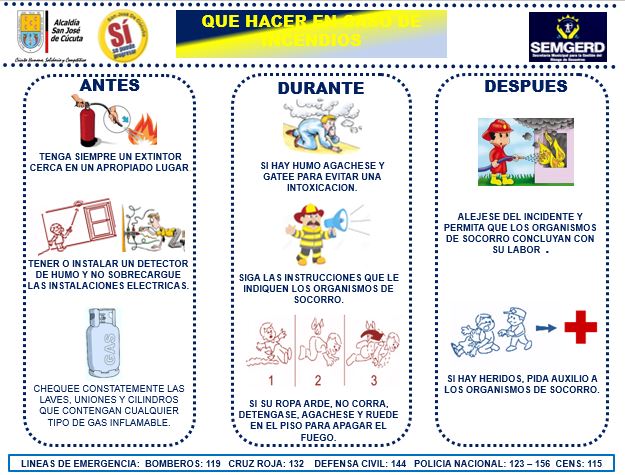 Alcaldía
San José
de Cúcuta
San José de Cúcuta
Sí
se puede
progresar
QUE HACER EN CASO DE
INCENDIOS
SEMGERD
Secretaría Municipal para la Gestión del
Riesgo de Desastres
ANTES
TENGA SIEMPRE UN EXTINTOR
CERCA EN UN APROPIADO LUGAR
TENER O INSTALAR UN DETECTOR
DE HUMO Y NO SOBRECARGUE
LAS INSTALACIONES ELECTRICAS.
GAS
CHEQUEE CONSTATEMENTE LAS
LAVES, UNIONES Y CILINDROS
QUE CONTENGAN CUALQUIER
TIPO DE GAS INFLAMABLE.
DURANTE
SI HAY HUMO AGACHESE Y
GATEE PARA EVITAR UNA
INTOXICACION.
SIGA LAS INSTRUCCIONES QUE LE
INDIQUEN LOS ORGANISMOS DE
SOCORRO.
1 2 3
SI SU ROPA ARDE, NO CORRA,
DETENGASE, AGACHESE Y RUEDE
EN EL PISO PARA APAGAR EL
FUEGO.
DESPUES
ALEJESE DEL INCIDENTE Y
PERMITA QUE LOS ORGANISMOS
DE SOCORRO CONCLUYAN CON
SU LABOR .
SI HAY HERIDOS, PIDA AUXILIO A
LOS ORGANISMOS DE SOCORRO.
LINEAS DE EMERGENCIA: BOMBEROS: 119 CRUZ ROJA: 132 DEFENSA CIVIL: 144 POLICIA NACIONAL: 123 – 156 CENS: 115